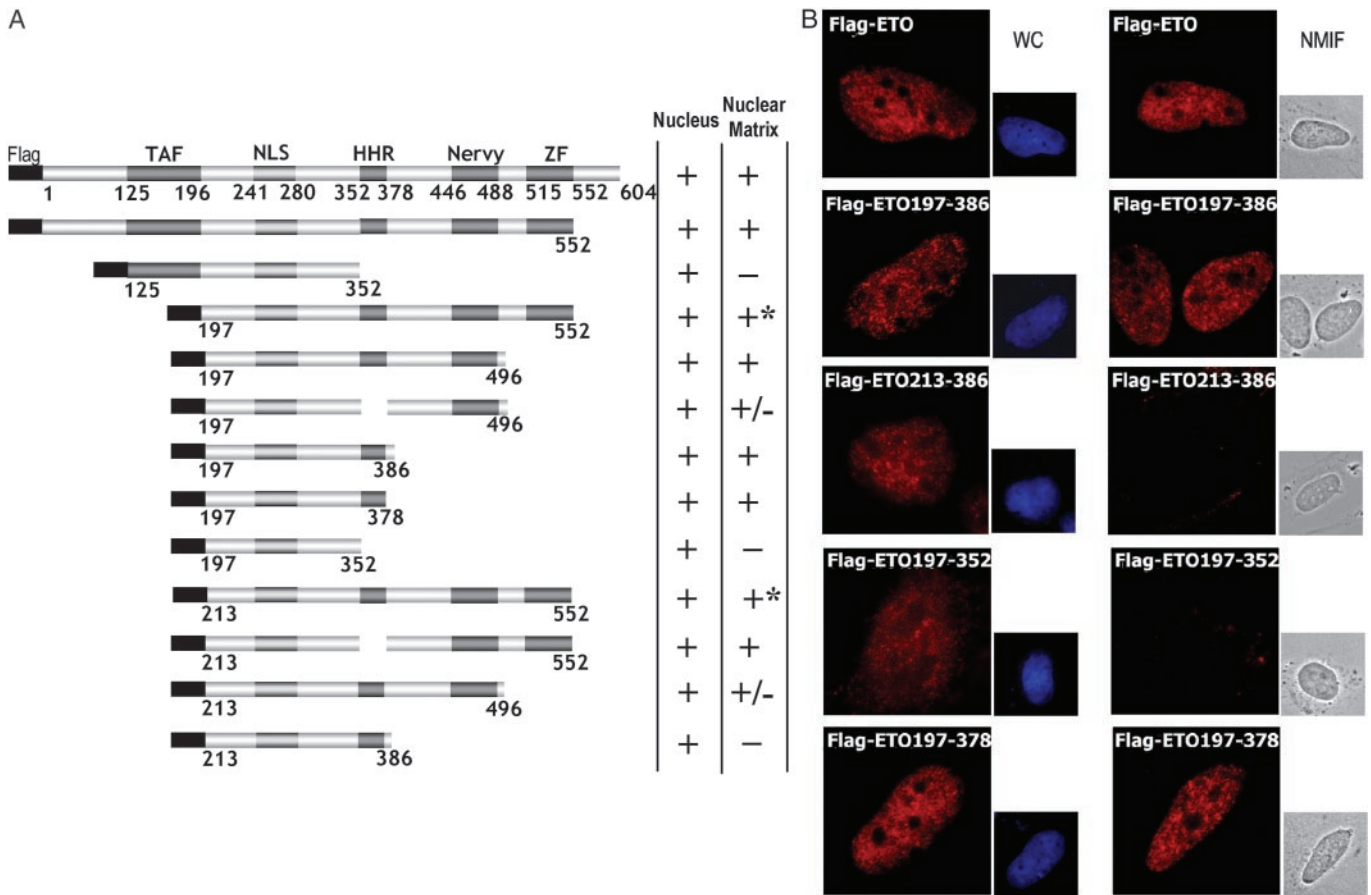 A
Nucleus Nuclear Matrix
Flag TAF NLS HHR Nervy ZF
+ +
1 125 196 241 280 352 378 446 488 515 552 604
+ +
552
+ −
125 352
+ +*
197 552
+ +
197 496
+ +/-
197 496
+ +
197 386
+ +
197 378
+ −
197 352
+ +*
213 552
+ +
213 552
+ +/-
213 496
+ −
213 386
B
Flag-ETO WC Flag-ETO NMIF
Flag-ETO197-386 Flag-ETO197-386
Flag-ETO213-386 Flag-ETO213-386
Flag-ETO197-352 Flag-ETO197-352
Flag-ETO197-378 Flag-ETO197-378